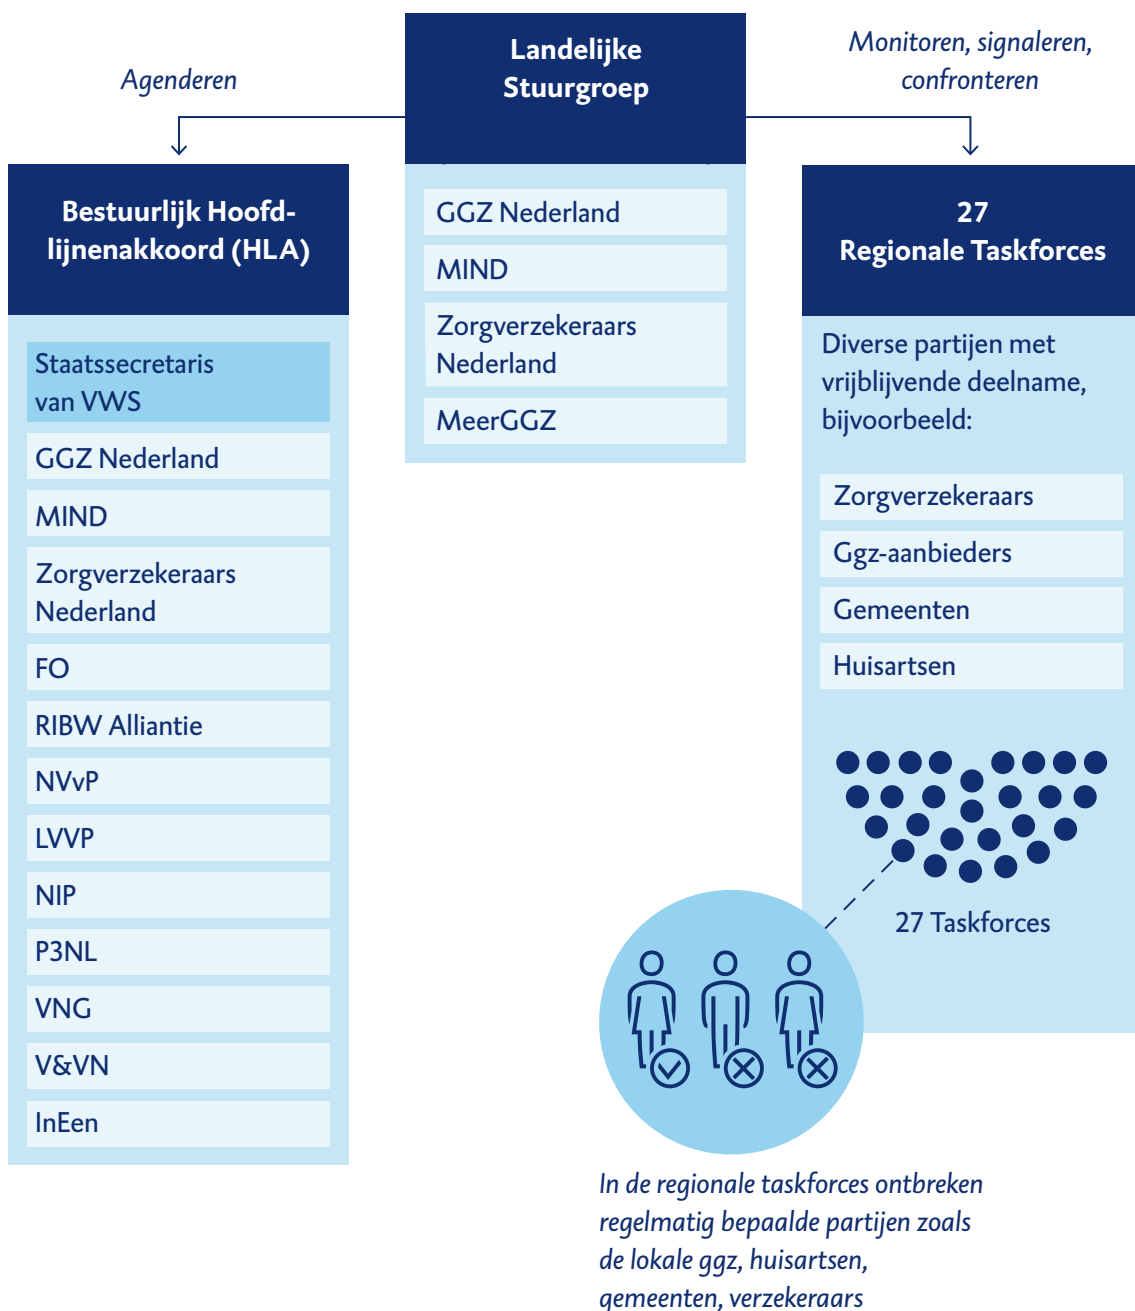 Agenderen
Landelijke
Stuurgroep
Monitoren, signaleren,
confronteren
Bestuurlijk Hoofd-
lijnenakkoord (HLA)
Staatssecretaris
van VWS
GGZ Nederland
MIND
Zorgverzekeraars
Nederland
FO
RIBW Alliantie
NVvP
LVVP
NIP
P3NL
VNG
V&VN
InEen
GGZ Nederland
MIND
Zorgverzekeraars
Nederland
MeerGGZ
27
Regionale Taskforces
Diverse partijen met
vrijblijvende deelname,
bijvoorbeeld:
Zorgverzekeraars
Ggz-aanbieders
Gemeenten
Huisartsen
27 Taskforces
In de regionale taskforces ontbreken
regelmatig bepaalde partijen zoals
de lokale ggz, huisartsen,
gemeenten, verzekeraars